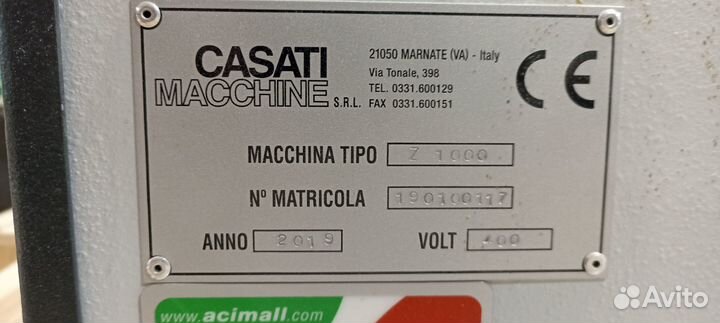 CASATI
MACCHINE S.R.L.
21050 MARNATE (VA) - Italy
Via Tonale, 398
TEL. 0331.600129
FAX 0331.600151
CE
MACCHINA TIPO Z 1000
Nº MATRICOLA 190100117
ANNO 2019 VOLT 400
www.acimall.com
Avito